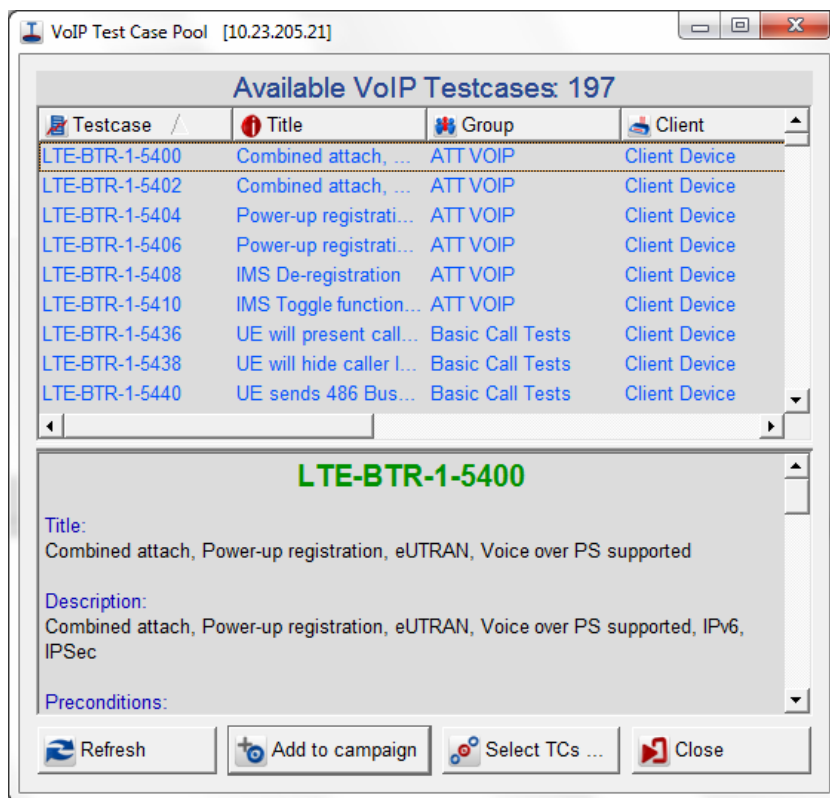 VoIP Test Case Pool [10.23.205.21]
Available VoIP Testcases: 197
Testcase Title Group Client
LTE-BTR-1-5400 Combined attach, ... ATT VOIP Client Device
LTE-BTR-1-5402 Combined attach, ... ATT VOIP Client Device
LTE-BTR-1-5404 Power-up registrati... ATT VOIP Client Device
LTE-BTR-1-5406 Power-up registrati... ATT VOIP Client Device
LTE-BTR-1-5408 IMS De-registration ATT VOIP Client Device
LTE-BTR-1-5410 IMS Toggle function... ATT VOIP Client Device
LTE-BTR-1-5436 UE will present call... Basic Call Tests Client Device
LTE-BTR-1-5438 UE will hide caller I... Basic Call Tests Client Device
LTE-BTR-1-5440 UE sends 486 Bus... Basic Call Tests Client Device
LTE-BTR-1-5400
Title:
Combined attach, Power-up registration, eUTRAN, Voice over PS supported
Description:
Combined attach, Power-up registration, eUTRAN, Voice over PS supported, IPv6,
IPSec
Preconditions:
Refresh Add to campaign Select TCs ... Close